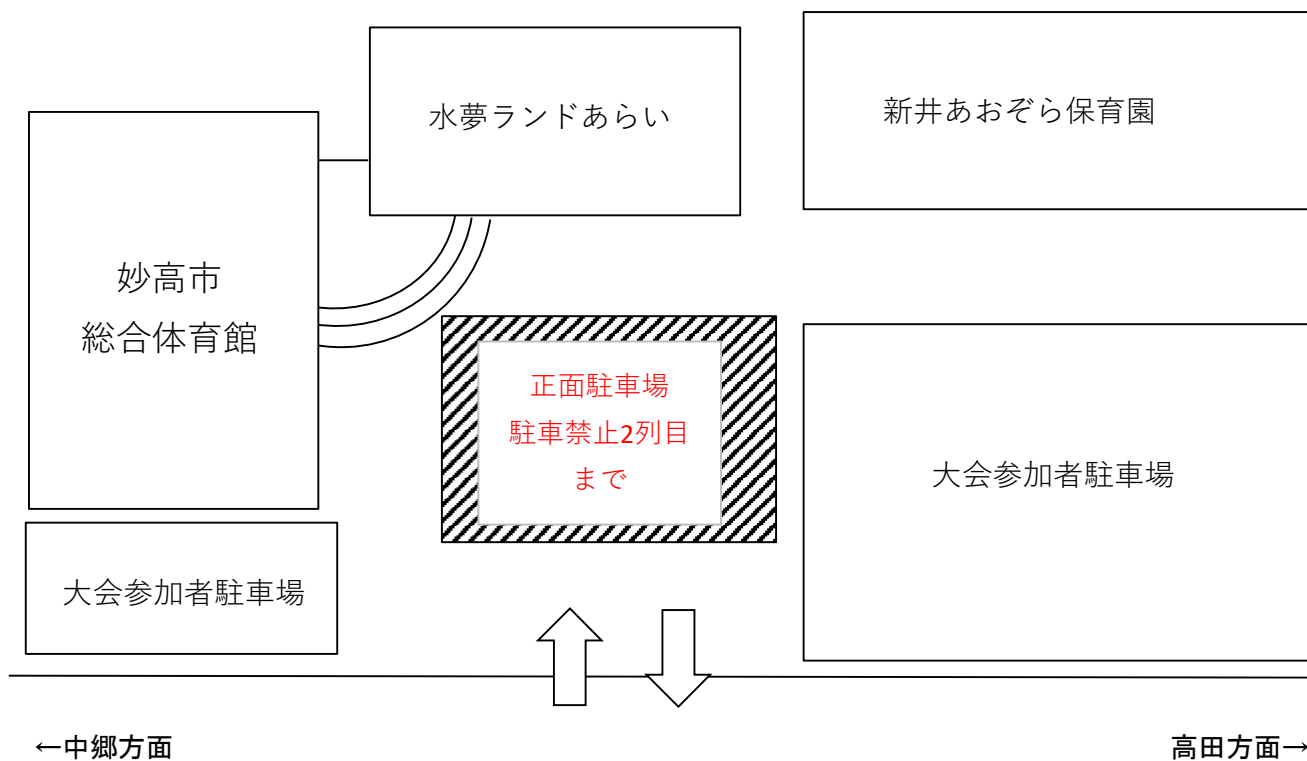 水夢ランドあらい
新井あおぞら保育園
妙高市
総合体育館
正面駐車場
駐車禁止2列目
まで
大会参加者駐車場
大会参加者駐車場
←中郷方面
高田方面→